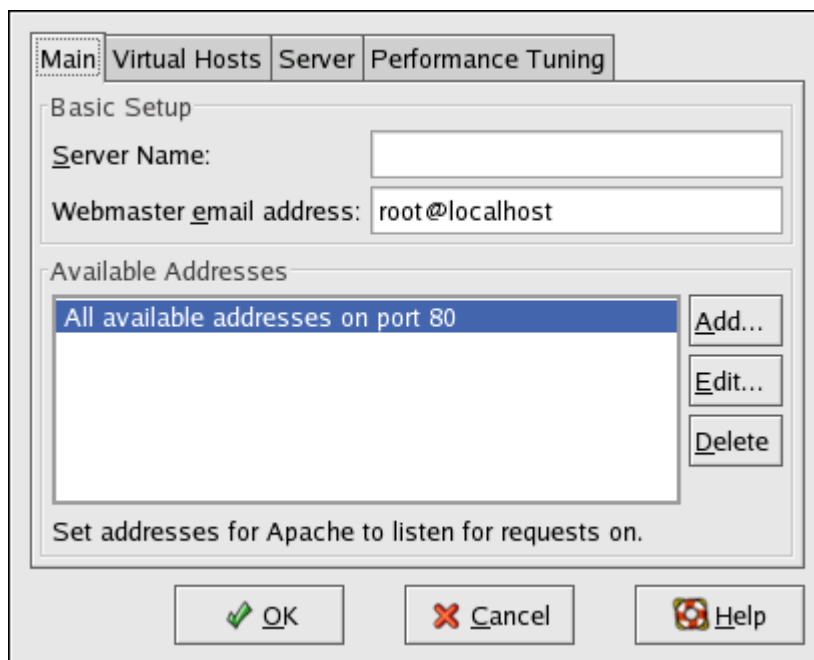 Main Virtual Hosts Server Performance Tuning
Basic Setup
Server Name:
Webmaster email address: root@localhost
Available Addresses
All available addresses on port 80
Add...
Edit...
Delete
Set addresses for Apache to listen for requests on.
OK Cancel Help